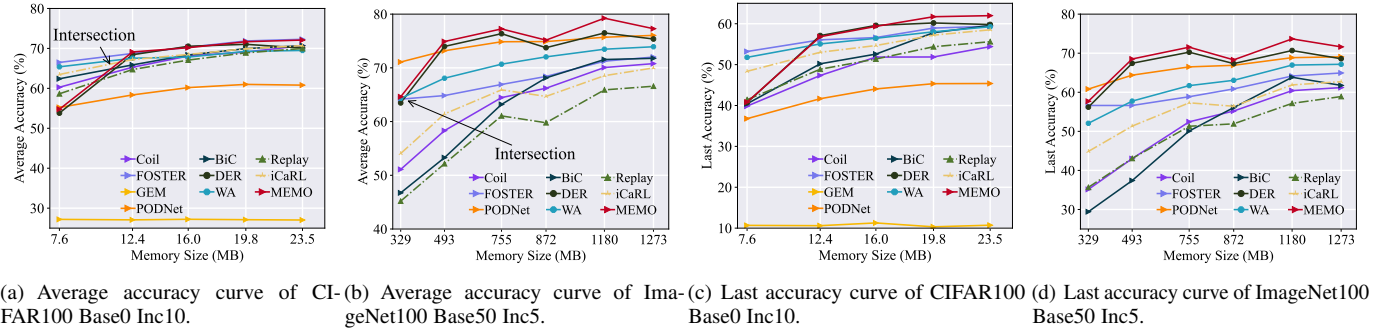 Average Accuracy (%)
80
70
60
50
40
30
7.6 12.4 16.0 19.8 23.5
Memory Size (MB)
Intersection
Coil BiC Replay
FOSTER DER iCaRL
GEM WA MEMO
PODNet
Average Accuracy (%)
80
70
60
50
40
329 493 755 872 1180 1273
Memory Size (MB)
Intersection
Coil BiC Replay
FOSTER DER iCaRL
PODNet WA MEMO
Last Accuracy (%)
60
50
40
30
20
10
7.6 12.4 16.0 19.8 23.5
Memory Size (MB)
Coil BiC Replay
FOSTER DER iCaRL
GEM WA MEMO
PODNet
Last Accuracy (%)
80
70
60
50
40
30
329 493 755 872 1180 1273
Memory Size (MB)
Coil BiC Replay
FOSTER DER iCaRL
PODNet WA MEMO
(a) Average accuracy curve of CI-
FAR100 Base0 Inc10.
(b) Average accuracy curve of Ima-
geNet100 Base50 Inc5.
(c) Last accuracy curve of CIFAR100
Base0 Inc10.
(d) Last accuracy curve of ImageNet100
Base50 Inc5.